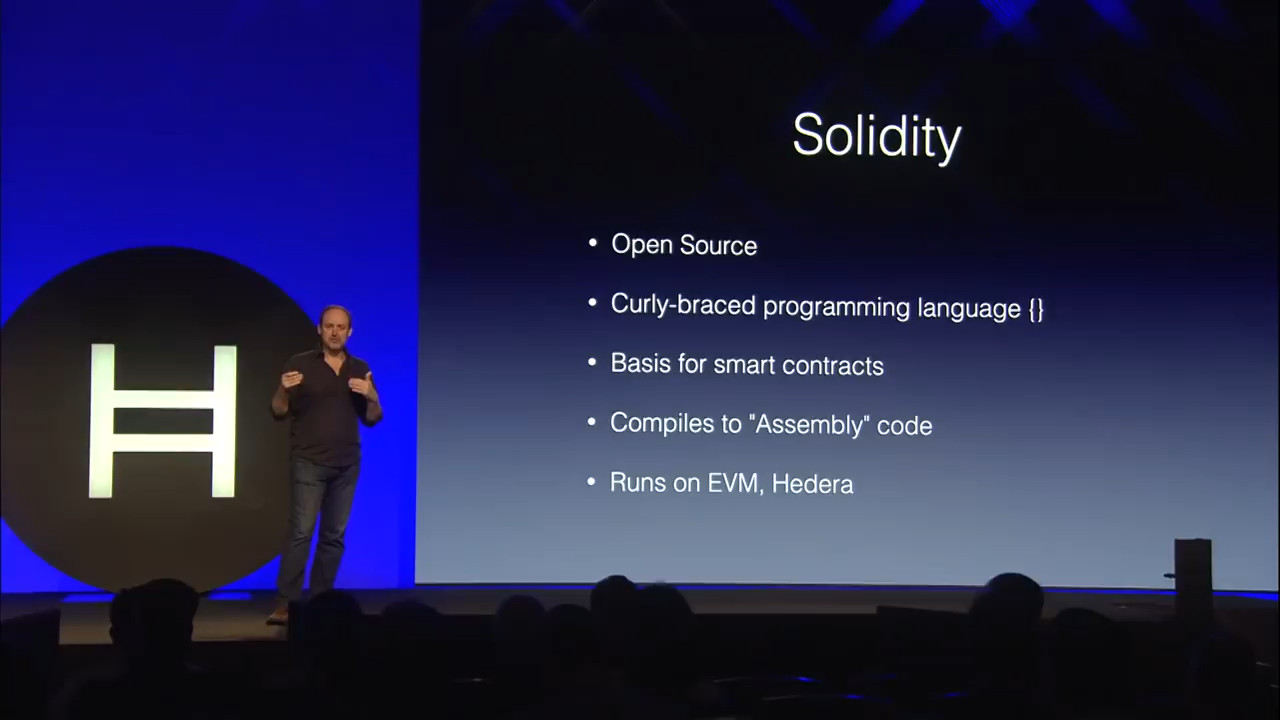 Solidity
• Open Source
• Curly-braced programming language {}
• Basis for smart contracts
• Compiles to "Assembly" code
• Runs on EVM, Hedera